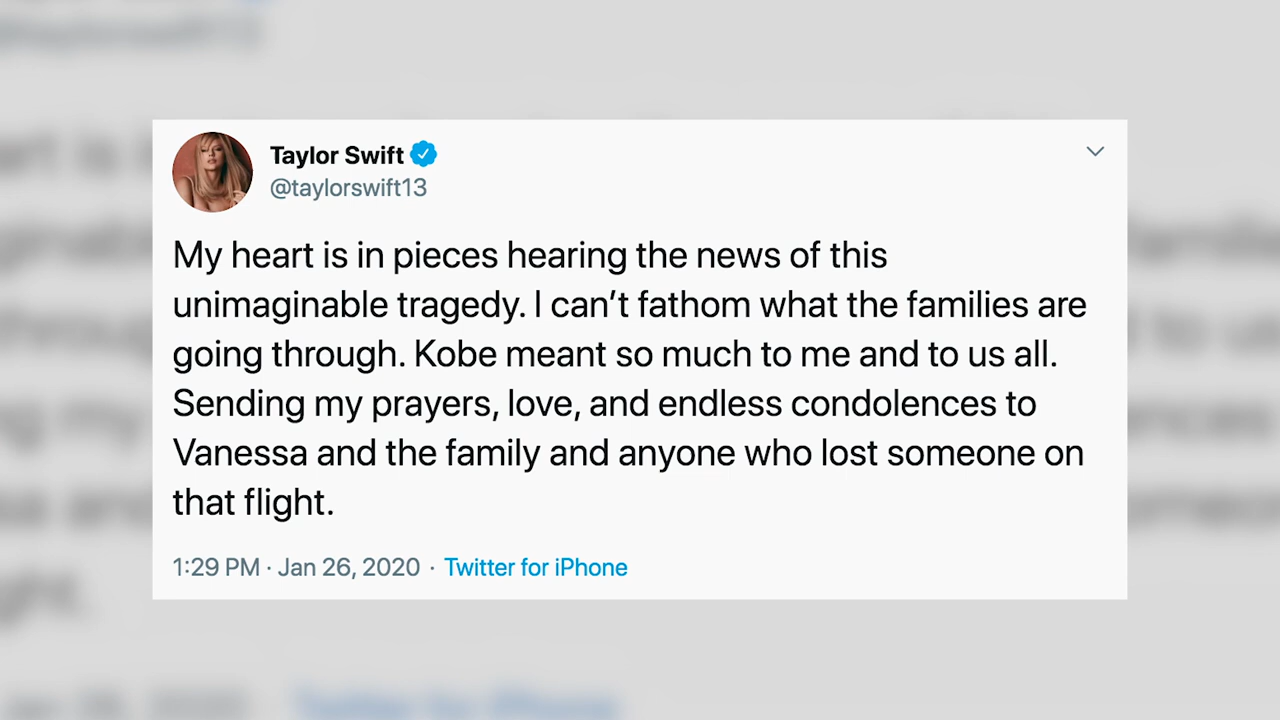 Taylor Swift
@taylorswift13
My heart is in pieces hearing the news of this
unimaginable tragedy. I can’t fathom what the families are
going through. Kobe meant so much to me and to us all.
Sending my prayers, love, and endless condolences to
Vanessa and the family and anyone who lost someone on
that flight.
1:29 PM · Jan 26, 2020 · Twitter for iPhone